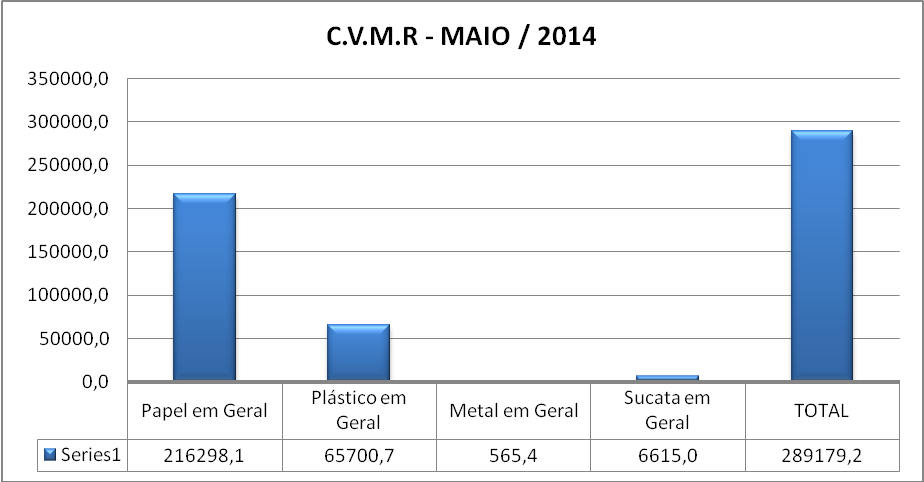 C.V.M.R - MAIO / 2014
350000,0
300000,0
250000,0
200000,0
150000,0
100000,0
50000,0
0,0
Papel em Geral
Plástico em
Geral
Metal em Geral
Sucata em
Geral
TOTAL
Series1 216298,1 65700,7 565,4 6615,0 289179,2